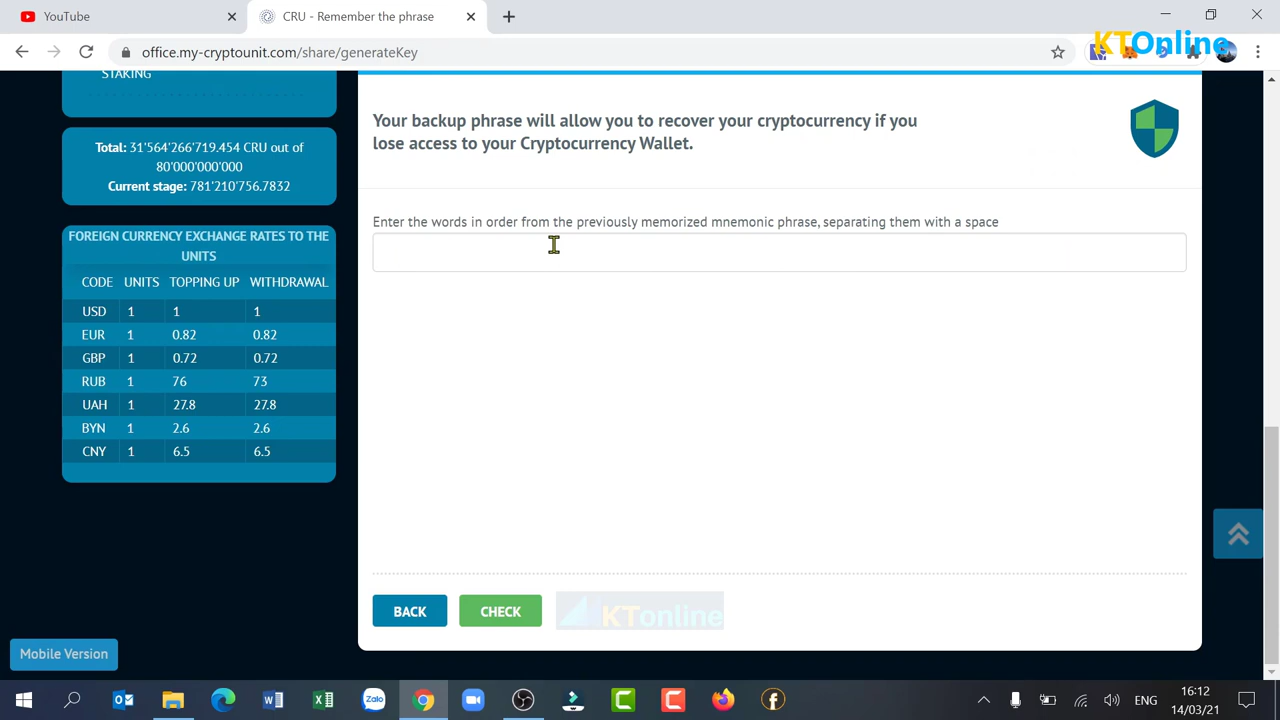 YouTube
CRU - Remember the phrase
office.my-cryptounit.com/share/generateKey
KTOnline
STAKING
Total: 31'564'266'719.454 CRU out of
80'000'000'000
Current stage: 781'210'756.7832
FOREIGN CURRENCY EXCHANGE RATES TO THE
UNITS
CODE UNITS TOPPING UP WITHDRAWAL
USD 1 1 1
EUR 1 0.82 0.82
GBP 1 0.72 0.72
RUB 1 76 73
UAH 1 27.8 27.8
BYN 1 2.6 2.6
CNY 1 6.5 6.5
Your backup phrase will allow you to recover your cryptocurrency if you
lose access to your Cryptocurrency Wallet.
Enter the words in order from the previously memorized mnemonic phrase, separating them with a space
BACK CHECK KTonline
Mobile Version
Zalo
ENG
16:12
14/03/21